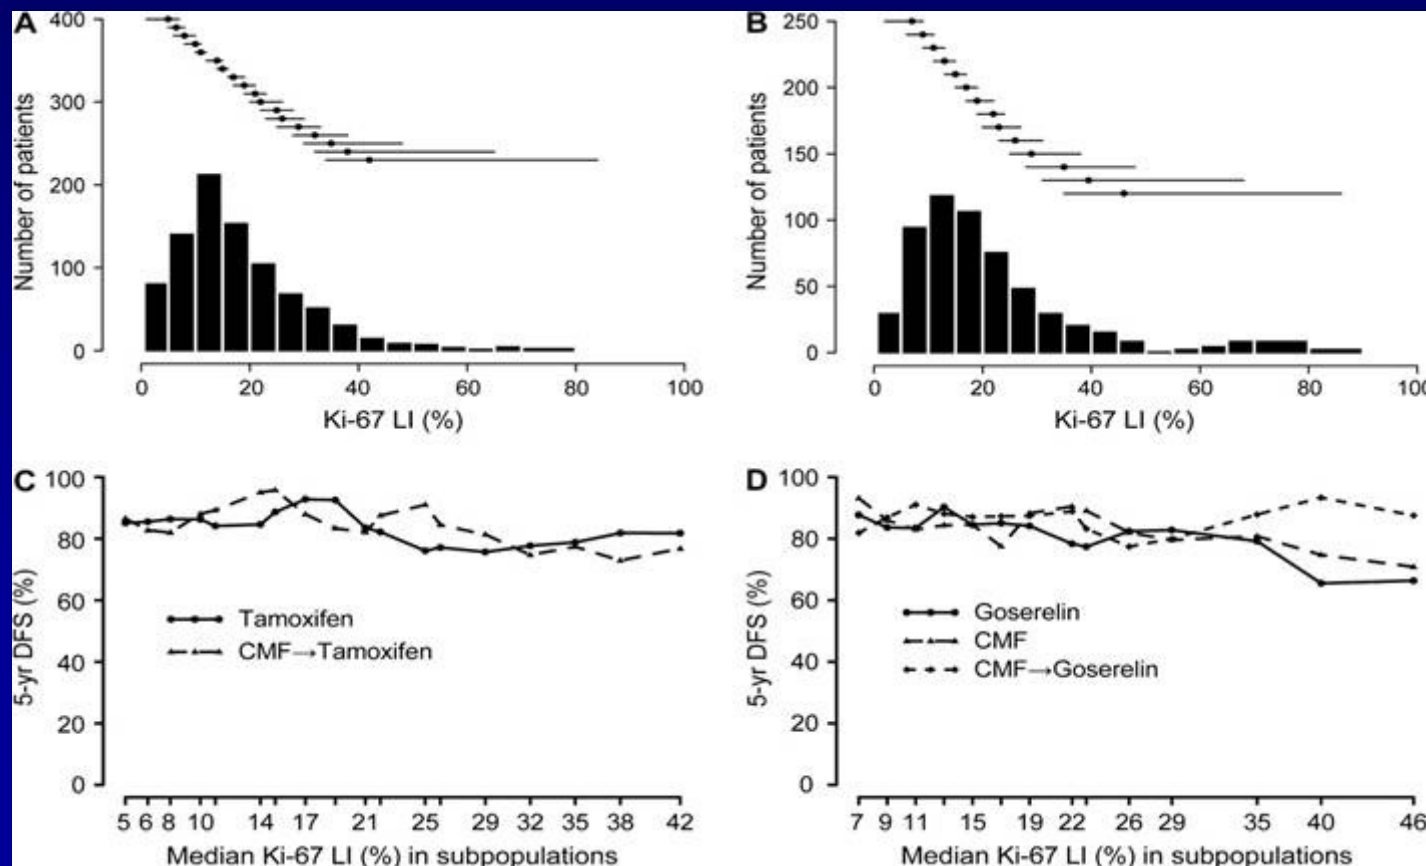 A
400
300
200
100
0
Number of patients
0 20 40 60 80 100
Ki-67 LI (%)
B
250
200
150
100
50
0
Number of patients
0 20 40 60 80 100
Ki-67 LI (%)
C
100
80
60
40
20
0
5-yr DFS (%)
Tamoxifen
CMF→Tamoxifen
5 6 8 10 14 17 21 25 29 32 35 38 42
Median Ki-67 LI (%) in subpopulations
D
100
80
60
40
20
0
5-yr DFS (%)
Goserelin
CMF
CMF→Goserelin
7 9 11 15 19 22 26 29 35 40 46
Median Ki-67 LI (%) in subpopulations